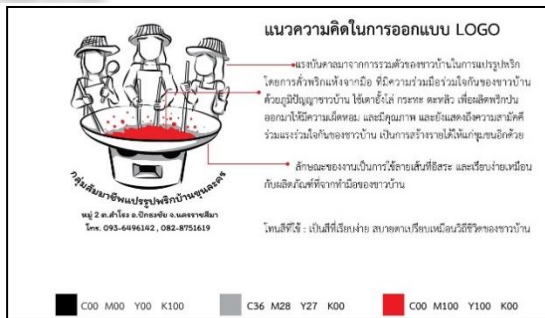 แนวความคิดในการออกแบบ LOGO
แรงบันดาลมาจากการรวมตัวของชาวบ้านในการแปรรูปพริก
โดยการคั่วพริกแห้งจากมือ ที่มีความร่วมมือร่วมใจกันของชาวบ้าน
ด้วยภูมิปัญญาชาวบ้าน ใช้เตาอั้งโล่ กระทะ ตะหลิว เพื่อผลิตพริกป่น
ออกมาให้มีความเผ็ดหอม และมีคุณภาพ และยังแสดงถึงความสามัคคี
ร่วมแรงร่วมใจกันของชาวบ้าน เป็นการสร้างรายได้ให้แก่ชุมชนอีกด้วย
ลักษณะของงานเป็นการใช้ลายเส้นที่อิสระ และเรียบง่ายเหมือน
กับผลิตภัณฑ์ที่จากทำมือของชาวบ้าน
โทนสีที่ใช้ : เป็นสีที่เรียบง่าย สบายตาเปรียบเหมือนวิถีชีวิตของชาวบ้าน
กลุ่มสัมมาชีพแปรรูปพริกบ้านขุนละคร
หมู่ 2 ต.สำโรง อ.ปักธงชัย จ.นครราชสีมา
โทร. 093-6496142 , 082-8751619
C00 M00 Y00 K100
C36 M28 Y27 K00
C00 M100 Y100 K00